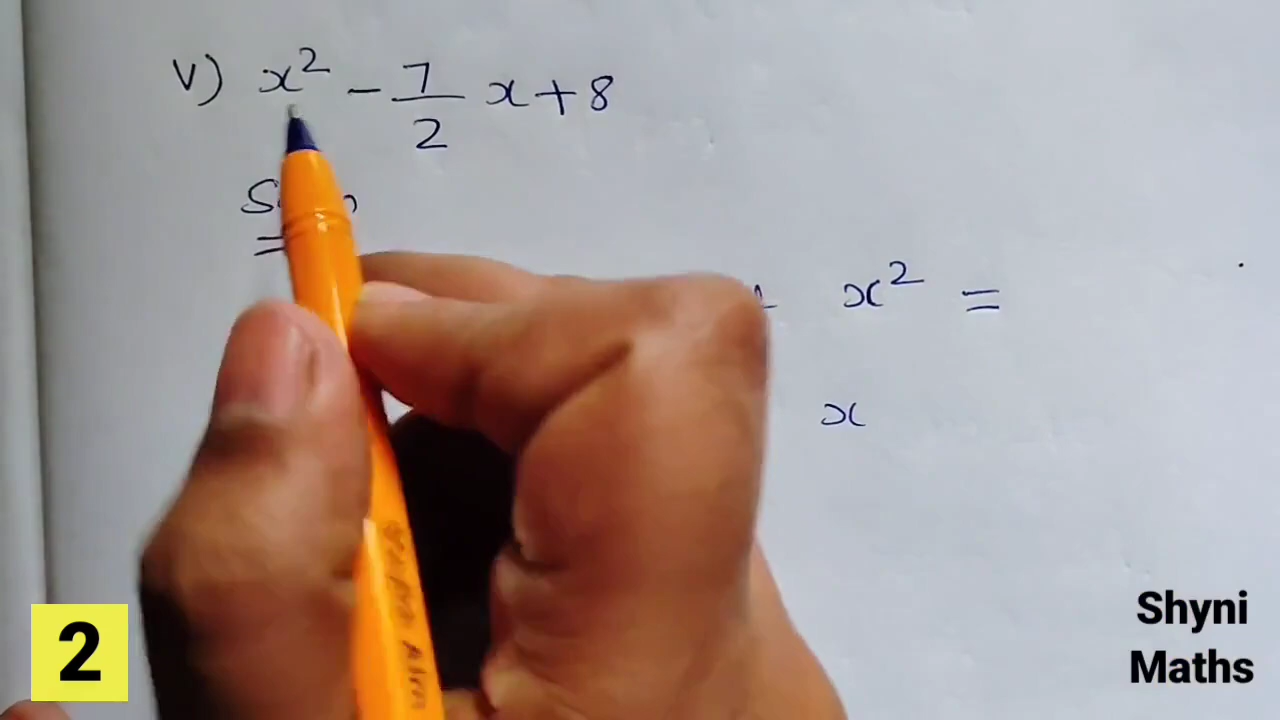 v) x² - 7/2 x + 8
x² =
x
2
Shyni
Maths